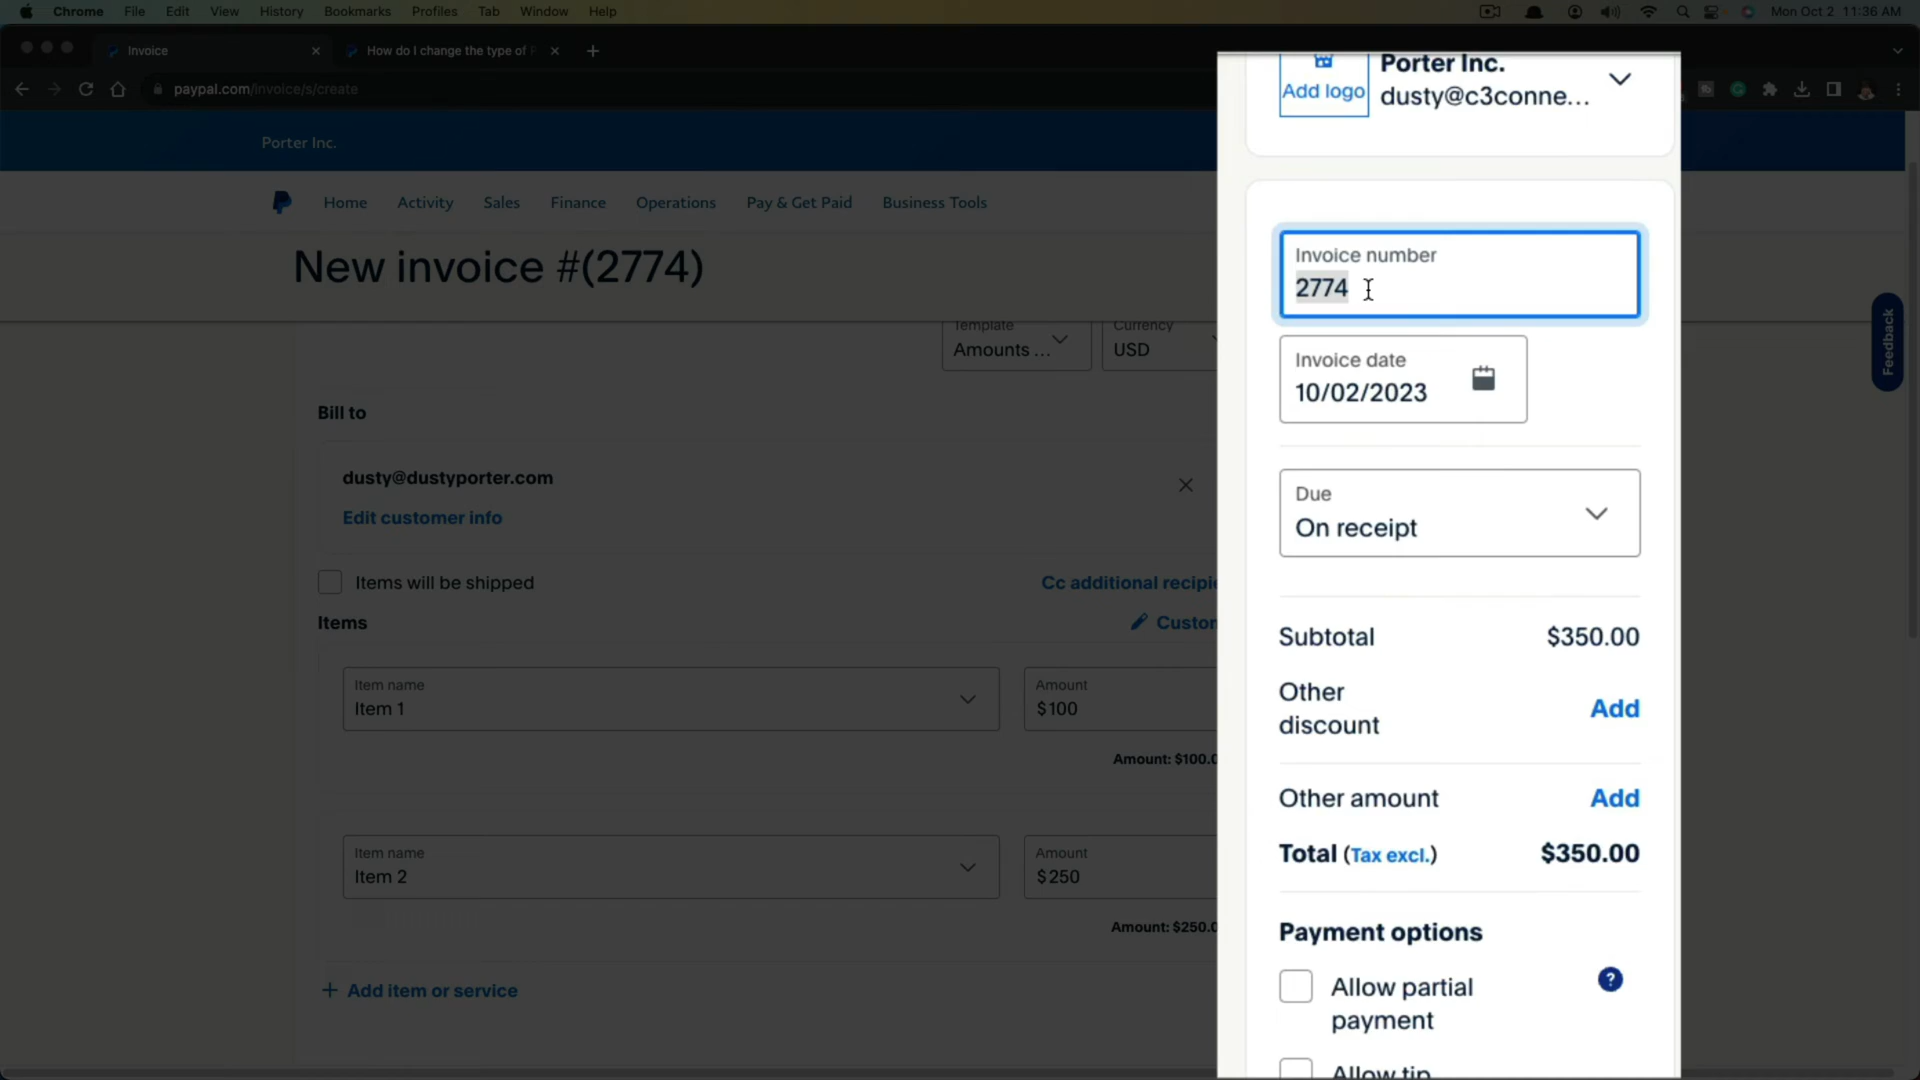 Chrome File Edit View History Bookmarks Profiles Tab Window Help
Mon Oct 2 11:36 AM
Invoice
How do I change the type of
paypal.com/invoice/s/create
Porter Inc.
Home Activity Sales Finance Operations Pay & Get Paid Business Tools
New invoice #(2774)
Template
Amounts ...
Currency
USD
Bill to
dusty@dustyporter.com
Edit customer info
Items will be shipped
Cc additional recipie
Items
Custor
Item name
Item 1
Amount
$100
Amount: $100.0
Item name
Item 2
Amount
$250
Amount: $250.0
+ Add item or service
Add logo
Porter Inc.
dusty@c3conne...
Invoice number
2774
Invoice date
10/02/2023
Due
On receipt
Subtotal $350.00
Other
discount
Add
Other amount Add
Total (Tax excl.) $350.00
Payment options
Allow partial
payment
?
Allow tip
Feedback